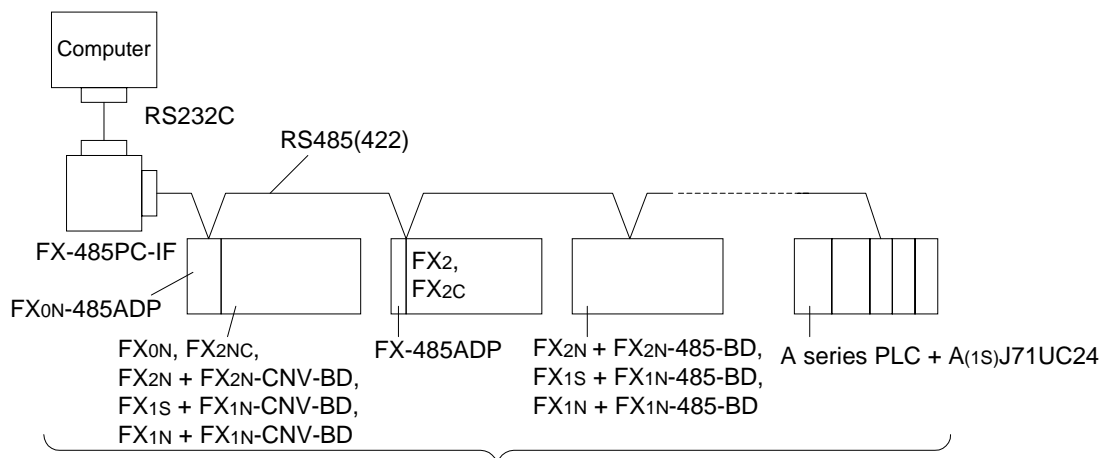 Computer
RS232C
RS485(422)
FX-485PC-IF
FX0N-485ADP
FX2,
FX2C
FX0N, FX2NC,
FX2N + FX2N-CNV-BD,
FX1S + FX1N-CNV-BD,
FX1N + FX1N-CNV-BD
FX-485ADP
FX2N + FX2N-485-BD,
FX1S + FX1N-485-BD,
FX1N + FX1N-485-BD
A series PLC + A(1S)J71UC24